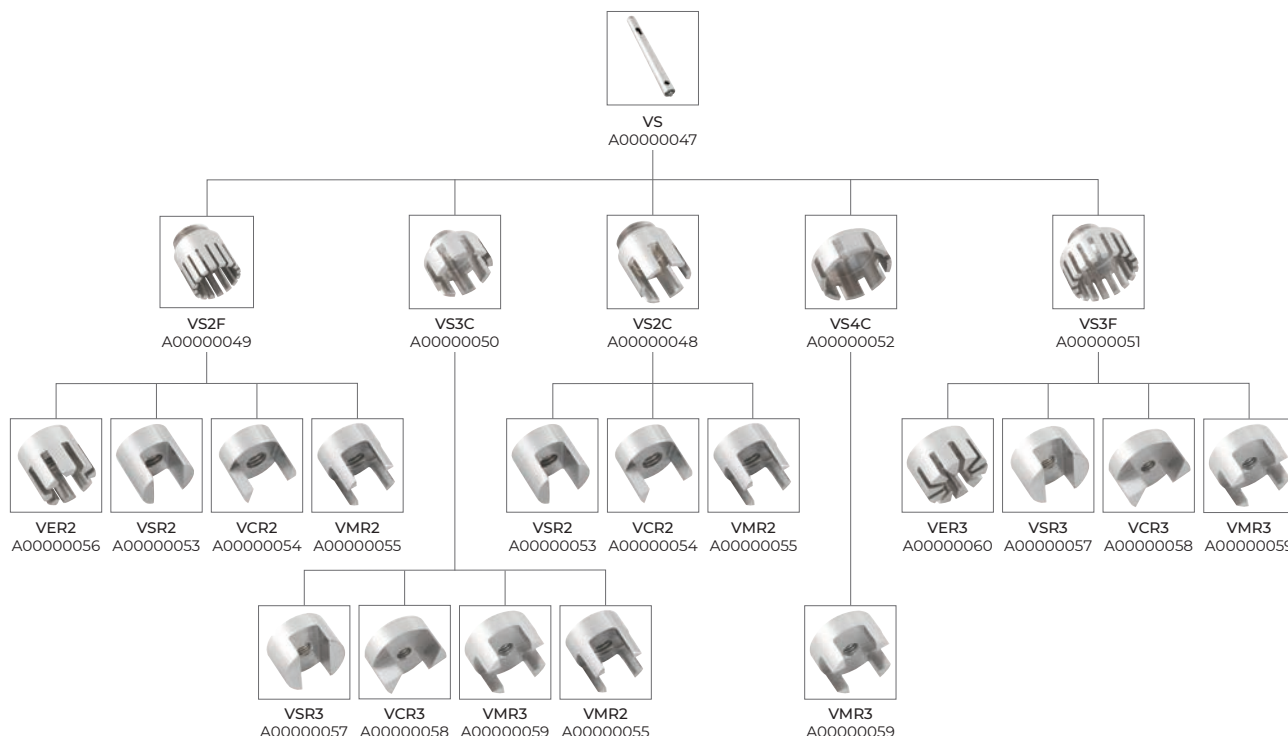 VS
A00000047
VS2F
A00000049
VS3C
A00000050
VS2C
A00000048
VS4C
A00000052
VS3F
A00000051
VER2
A00000056
VSR2
A00000053
VCR2
A00000054
VMR2
A00000055
VSR2
A00000053
VCR2
A00000054
VMR2
A00000055
VER3
A00000060
VSR3
A00000057
VCR3
A00000058
VMR3
A00000059
VSR3
A00000057
VCR3
A00000058
VMR3
A00000059
VMR2
A00000055
VMR3
A00000059